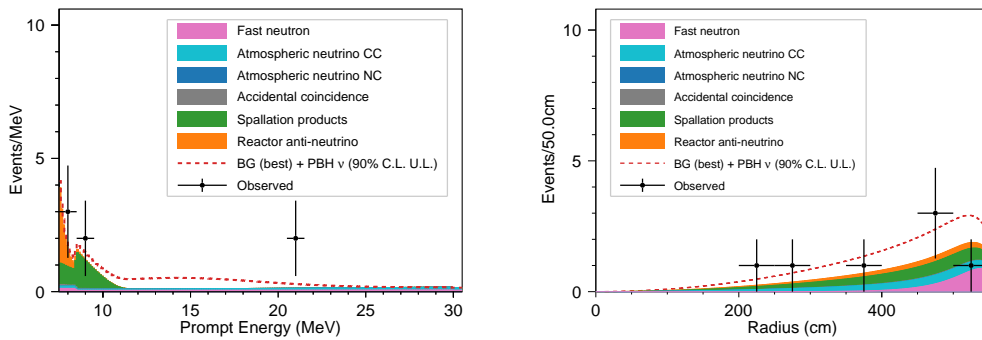 10
5
0
Events/MeV
Fast neutron
Atmospheric neutrino CC
Atmospheric neutrino NC
Accidental coincidence
Spallation products
Reactor anti-neutrino
BG (best) + PBH ν (90% C.L. U.L.)
Observed
10 15 20 25 30
Prompt Energy (MeV)
10
5
0
Events/50.0cm
Fast neutron
Atmospheric neutrino CC
Atmospheric neutrino NC
Accidental coincidence
Spallation products
Reactor anti-neutrino
BG (best) + PBH ν (90% C.L. U.L.)
Observed
0 200 400
Radius (cm)